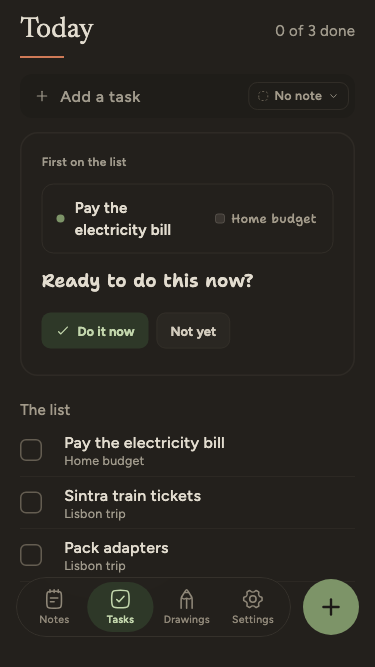 Today
0 of 3 done
Add a task
No note
First on the list
Pay the
electricity bill
Home budget
Ready to do this now?
Do it now
Not yet
The list
Pay the electricity bill
Home budget
Sintra train tickets
Lisbon trip
Pack adapters
Lisbon trip
Notes
Tasks
Drawings
Settings